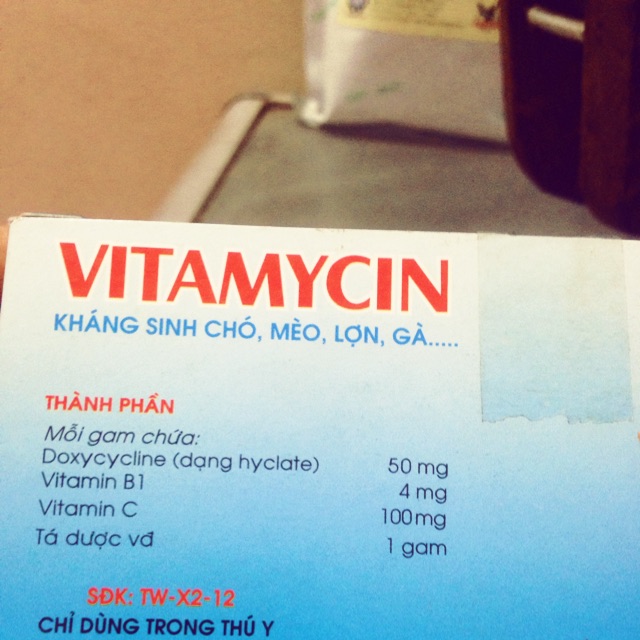 VITAMYCIN
KHÁNG SINH CHÓ, MÈO, LỢN, GÀ.....
THÀNH PHẦN
Mỗi gam chứa:
Doxycycline (dạng hyclate) 50 mg
Vitamin B1 4 mg
Vitamin C 100mg
Tá dược vđ 1 gam
SĐK: TW-X2-12
CHỈ DÙNG TRONG THÚ Y